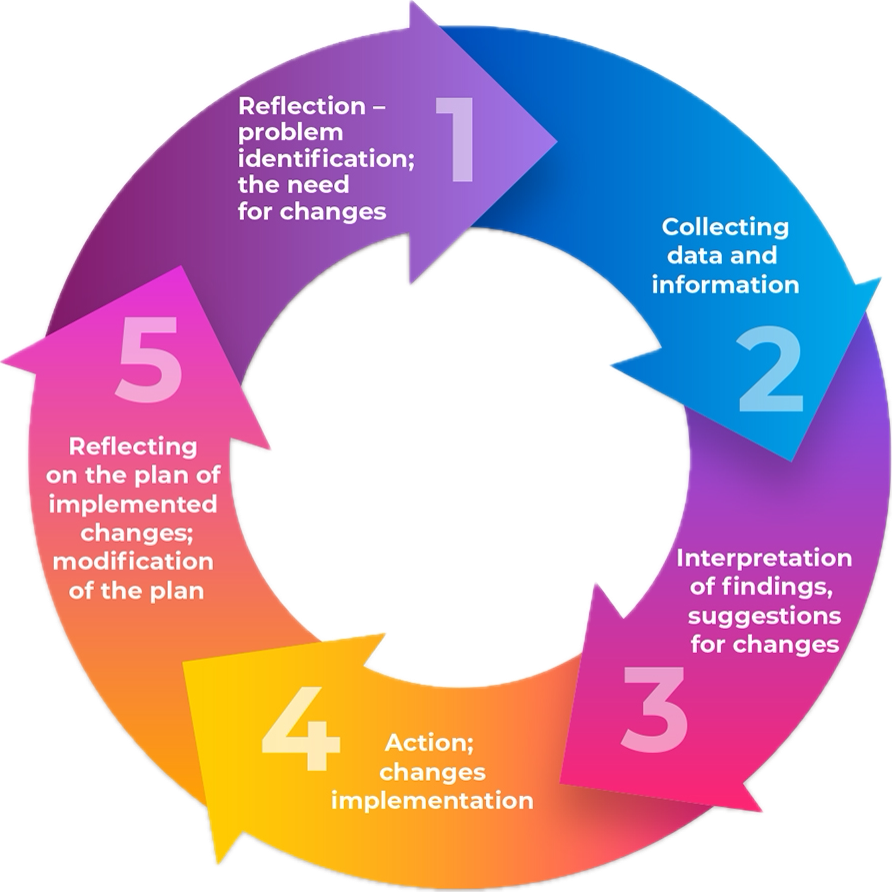 Reflection –
problem
identification;
the need
for changes
1
Collecting
data and
information
2
Interpretation
of findings,
suggestions
for changes
3
4
Action;
changes
implementation
5
Reflecting
on the plan of
implemented
changes;
modification
of the plan